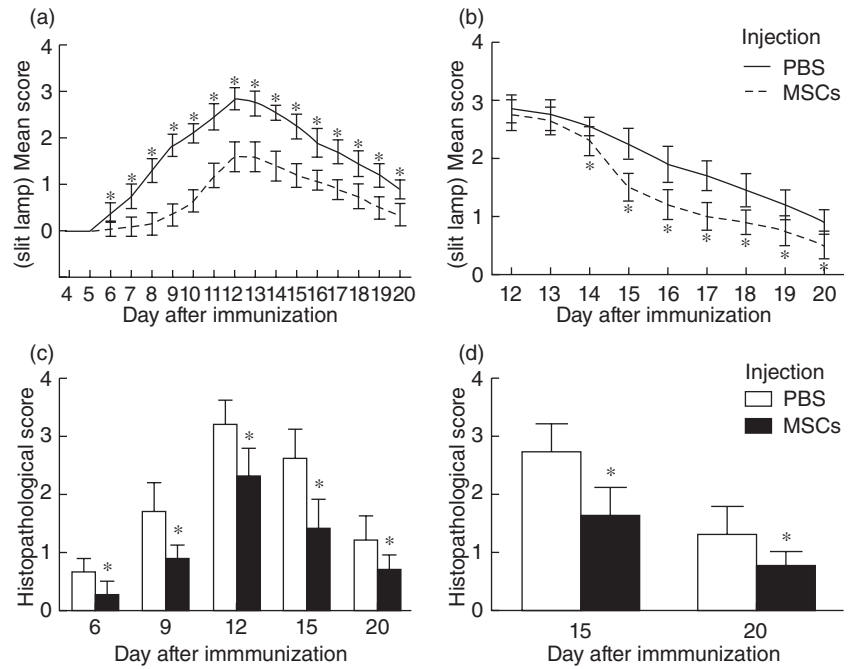 (a)
4
3
2
1
0
(slit lamp) Mean score
* * * * * * * * * * * * * * *
4 5 6 7 8 9 10 11 12 13 14 15 16 17 18 19 20
Day after immunization
(b)
4
3
2
1
0
(slit lamp) Mean score
Injection
PBS
MSCs
* * * * * * *
12 13 14 15 16 17 18 19 20
Day after immunization
(c)
4
3
2
1
0
Histopathological score
* * * * *
6 9 12 15 20
Day after immmunization
(d)
4
3
2
1
0
Histopathological score
Injection
PBS
MSCs
* *
15 20
Day after immunization